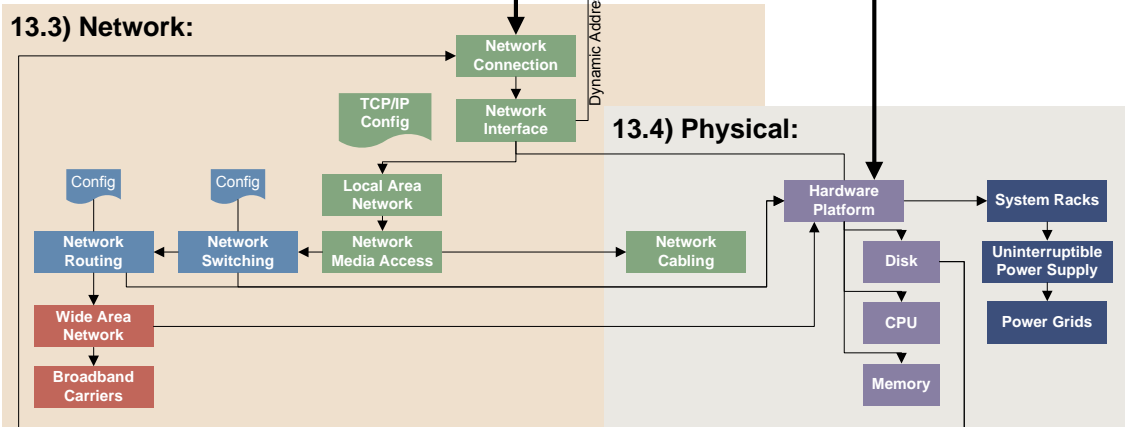 13.3) Network:
Network
Connection
Dynamic Addre
TCP/IP
Config
Network
Interface
13.4) Physical:
Config
Config
Local Area
Network
Hardware
Platform
System Racks
Network
Routing
Network
Switching
Network
Media Access
Network
Cabling
Disk
Uninterruptible
Power Supply
Wide Area
Network
CPU
Power Grids
Broadband
Carriers
Memory